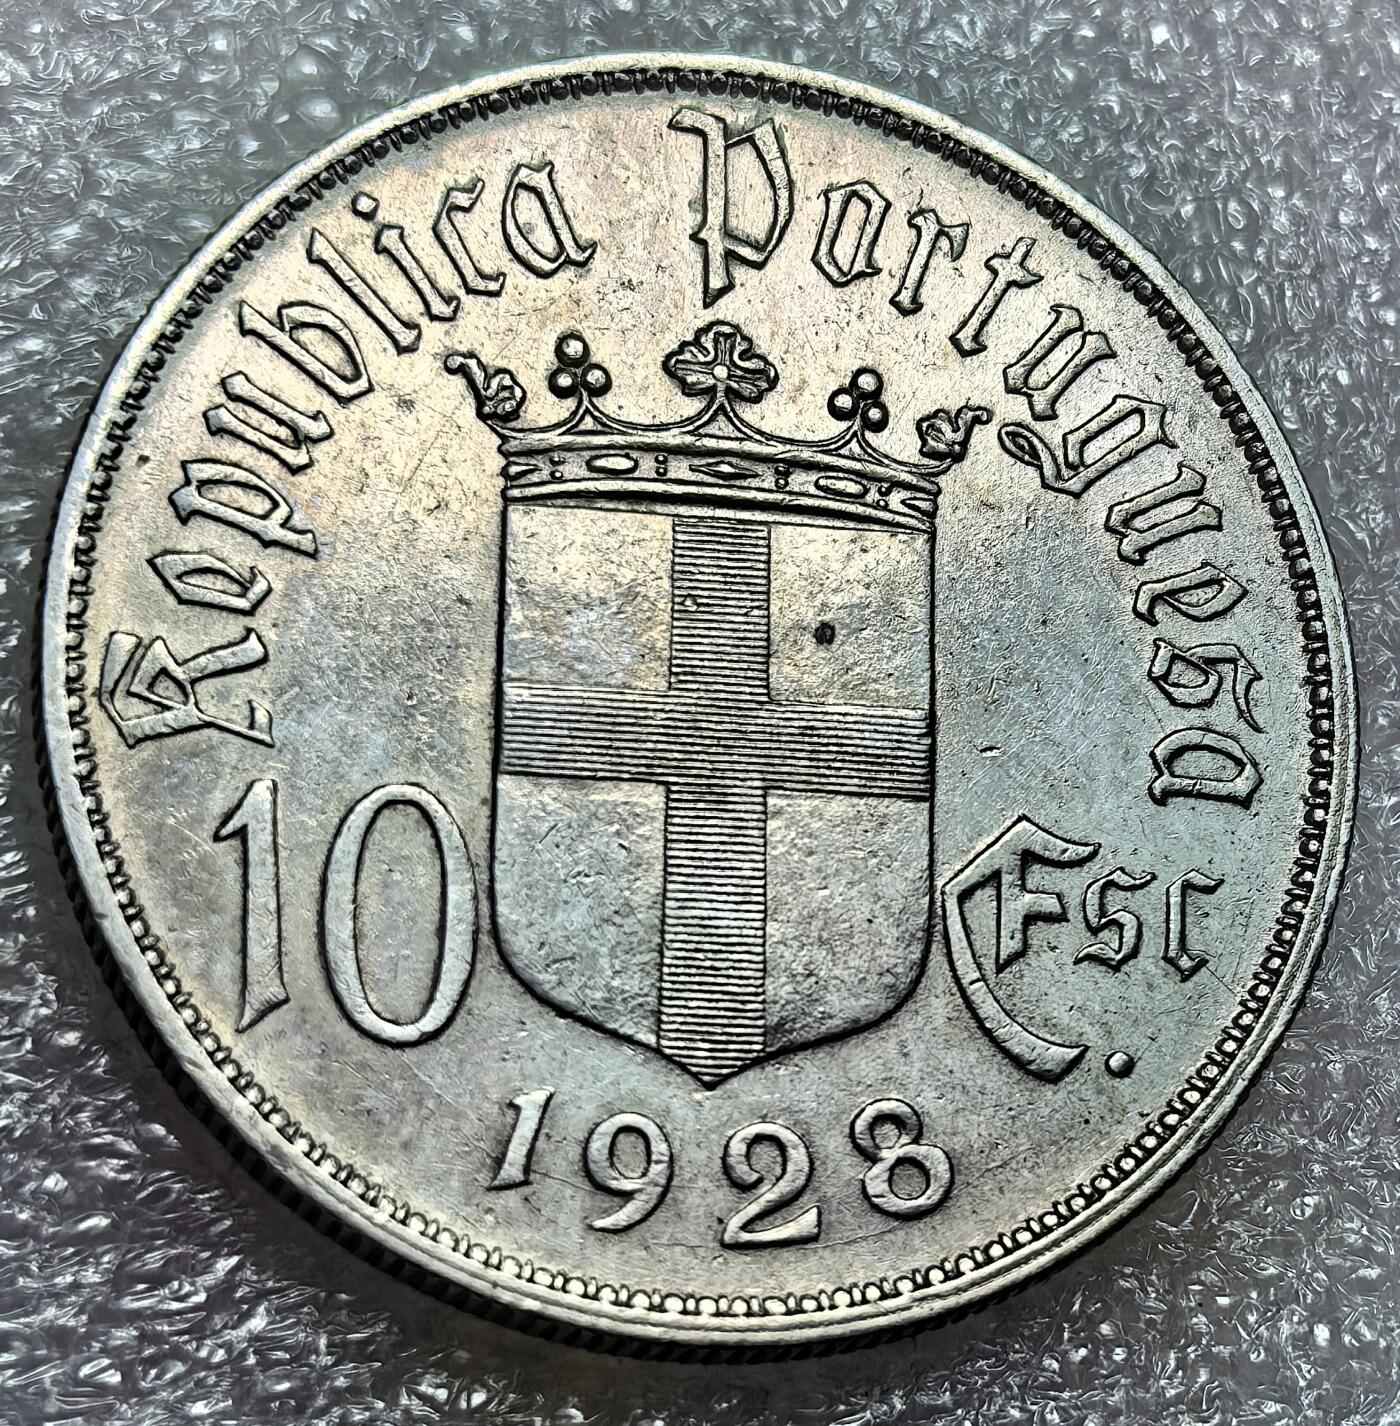 Republica Portuguesa
10 Esc.
1928